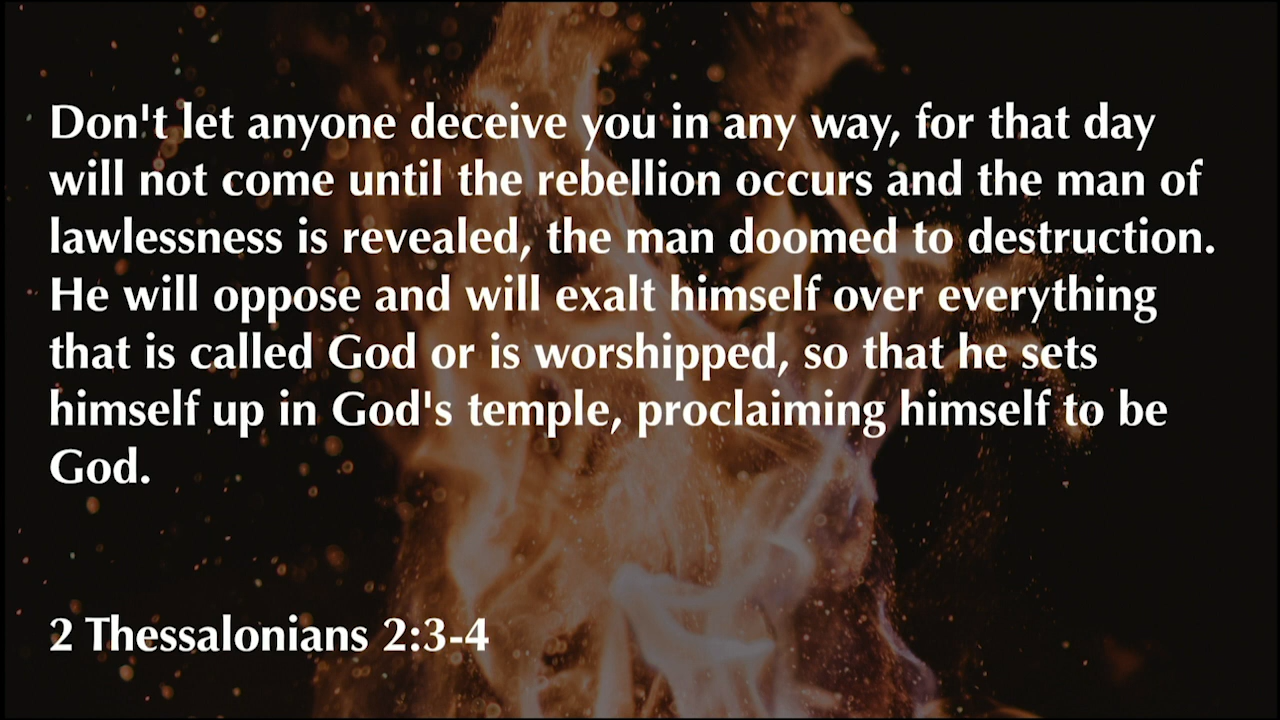 Don't let anyone deceive you in any way, for that day
will not come until the rebellion occurs and the man of
lawlessness is revealed, the man doomed to destruction.
He will oppose and will exalt himself over everything
that is called God or is worshipped, so that he sets
himself up in God's temple, proclaiming himself to be
God.
2 Thessalonians 2:3-4